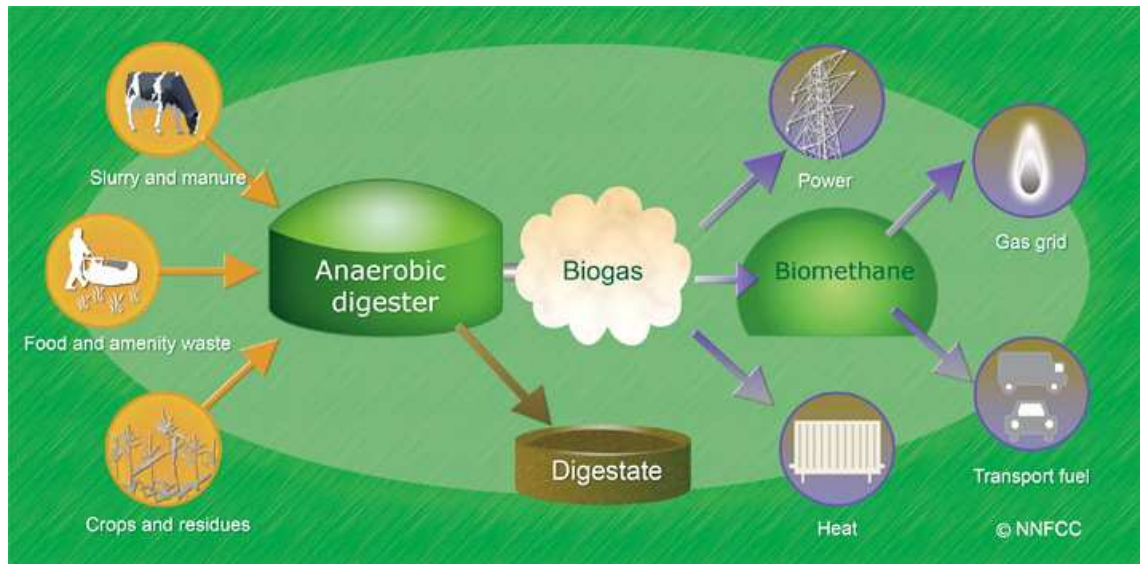 Slurry and manure
Food and amenity waste
Crops and residues
Anaerobic
digester
Biogas
Digestate
Power
Biomethane
Heat
Gas grid
Transport fuel
© NNFCC